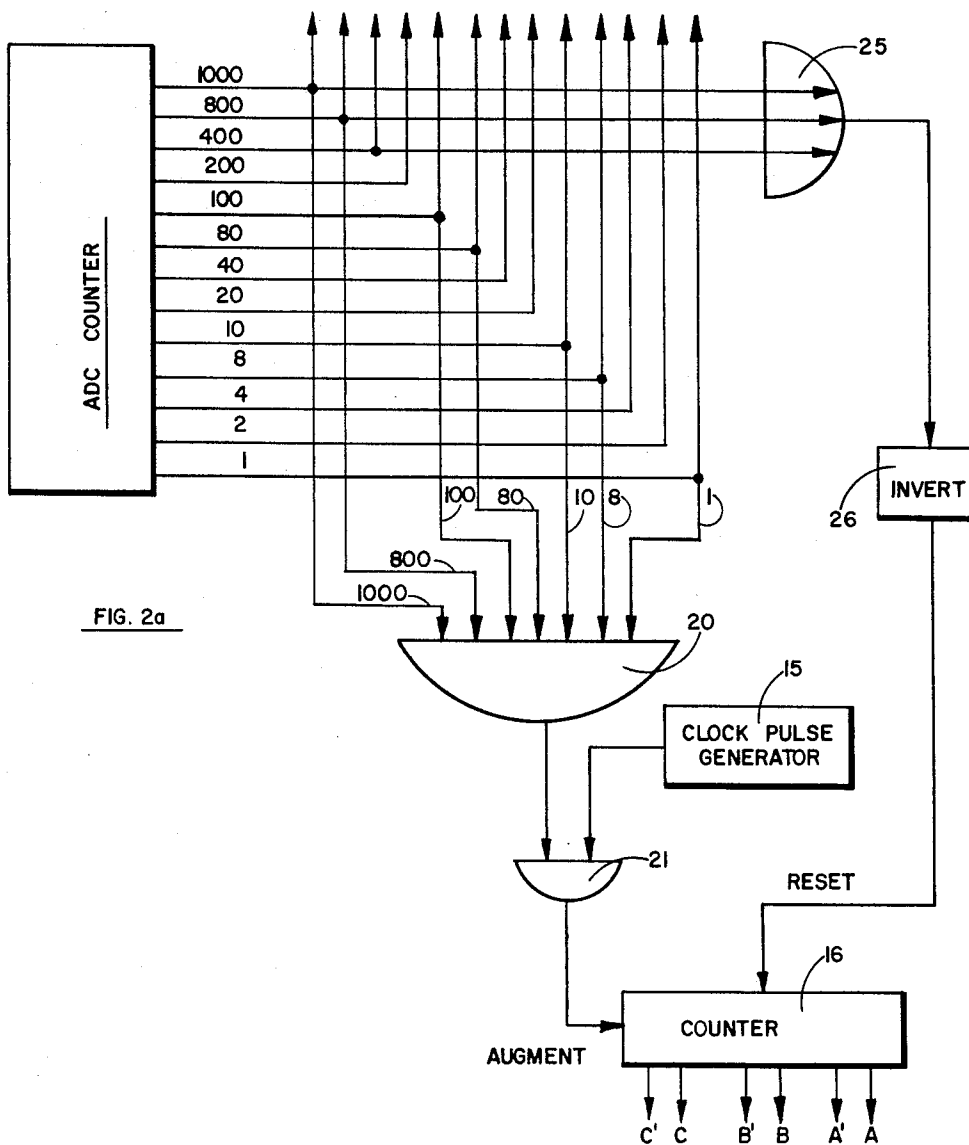 25
1000
800
400
200
100
80
40
20
10
8
4
2
1
ADC COUNTER
100
80
10
8
1
INVERT
26
800
1000
FIG. 2a
20
15
CLOCK PULSE
GENERATOR
21
RESET
16
COUNTER
AUGMENT
C' C B' B A' A